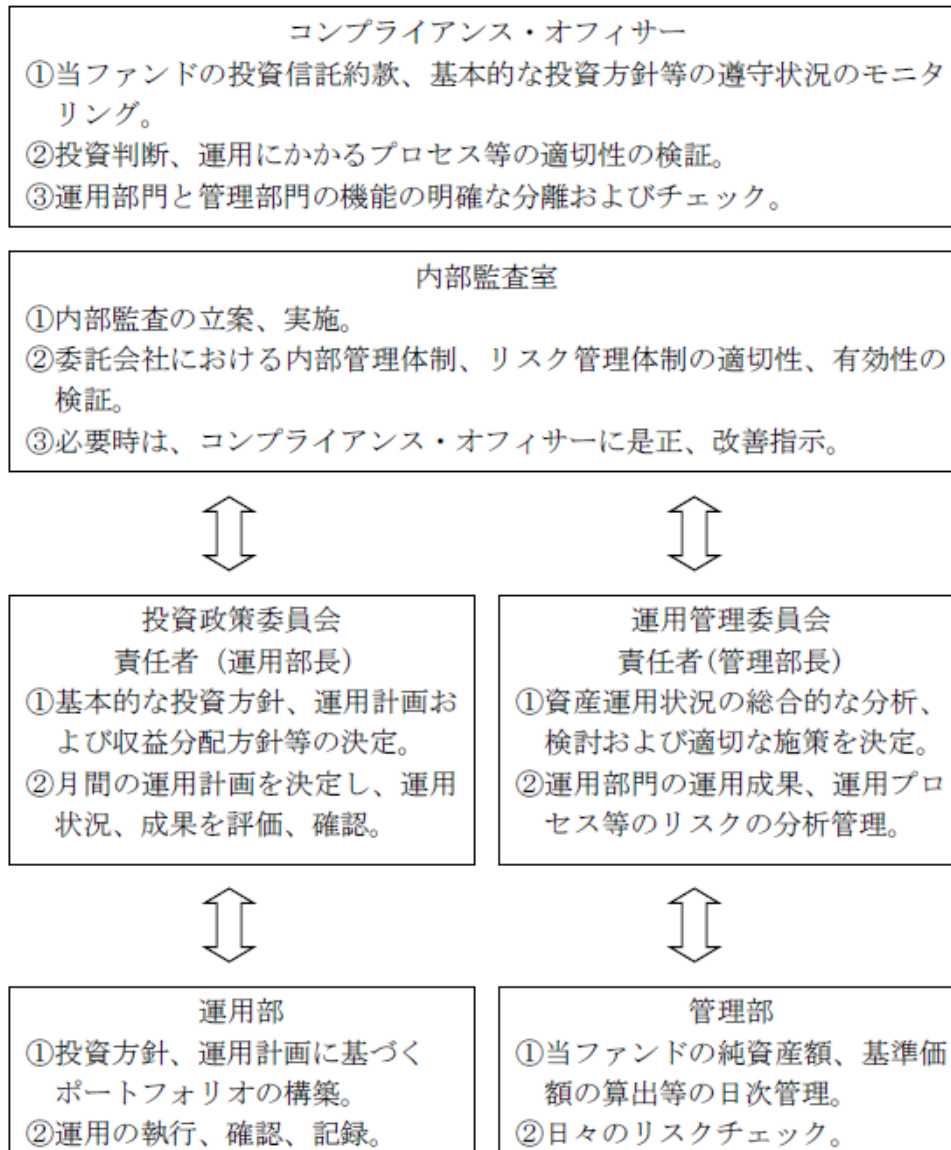 コンプライアンス・オフィサー
①当ファンドの投資信託約款、基本的な投資方針等の遵守状況のモニタ
リング。
②投資判断、運用にかかるプロセス等の適切性の検証。
③運用部門と管理部門の機能の明確な分離およびチェック。
内部監査室
①内部監査の立案、実施。
②委託会社における内部管理体制、リスク管理体制の適切性、有効性の
検証。
③必要時は、コンプライアンス・オフィサーに是正、改善指示。
投資政策委員会
責任者（運用部長）
①基本的な投資方針、運用計画お
よび収益分配方針等の決定。
②月間の運用計画を決定し、運用
状況、成果を評価、確認。
運用管理委員会
責任者(管理部長)
①資産運用状況の総合的な分析、
検討および適切な施策を決定。
②運用部門の運用成果、運用プロ
セス等のリスクの分析管理。
運用部
①投資方針、運用計画に基づく
ポートフォリオの構築。
②運用の執行、確認、記録。
管理部
①当ファンドの純資産額、基準価
額の算出等の日次管理。
②日々のリスクチェック。